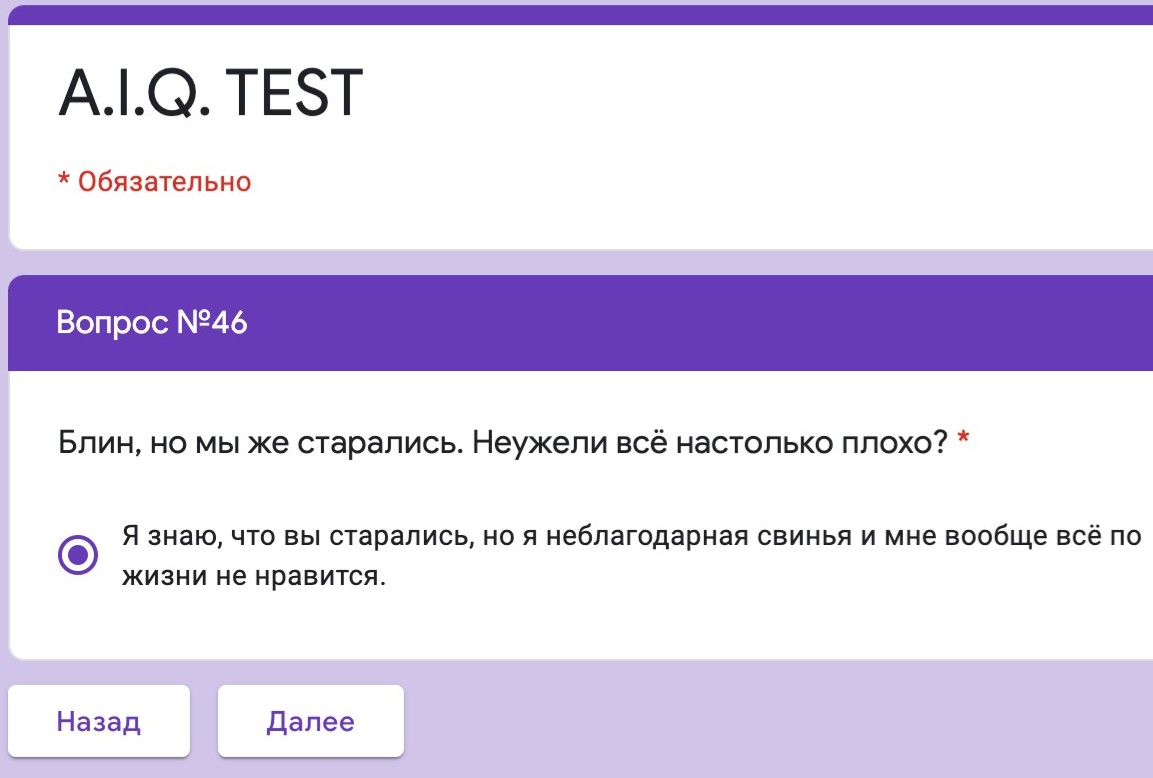 A.I.Q. TEST
* Обязательно
Вопрос №46
Блин, но мы же старались. Неужели всё настолько плохо? *
Я знаю, что вы старались, но я неблагодарная свинья и мне вообще всё по
жизни не нравится.
Назад
Далее